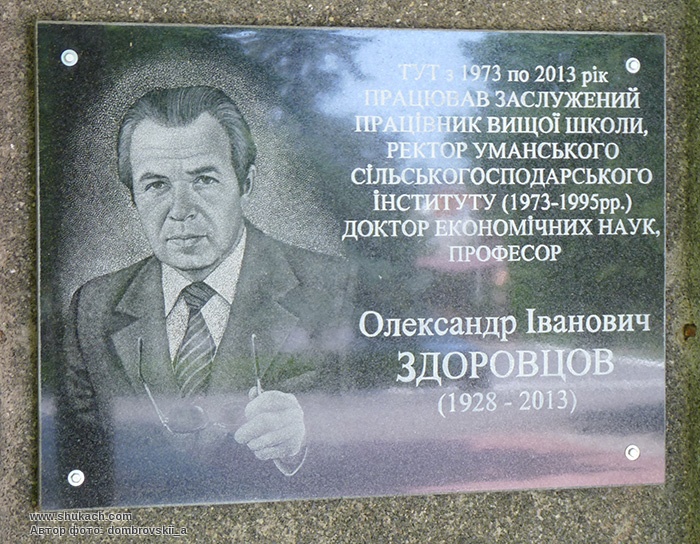 ТУТ з 1973 по 2013 рік
ПРАЦЮВАВ ЗАСЛУЖЕНИЙ
ПРАЦІВНИК ВИЩОЇ ШКОЛИ,
РЕКТОР УМАНСЬКОГО
СІЛЬСЬКОГОСПОДАРСЬКОГО
ІНСТИТУТУ (1973-1995рр.)
ДОКТОР ЕКОНОМІЧНИХ НАУК,
ПРОФЕСОР
Олександр Іванович
ЗДОРОВЦОВ
(1928 - 2013)
www.shukach.com
Автор фото: dombrovskii_a